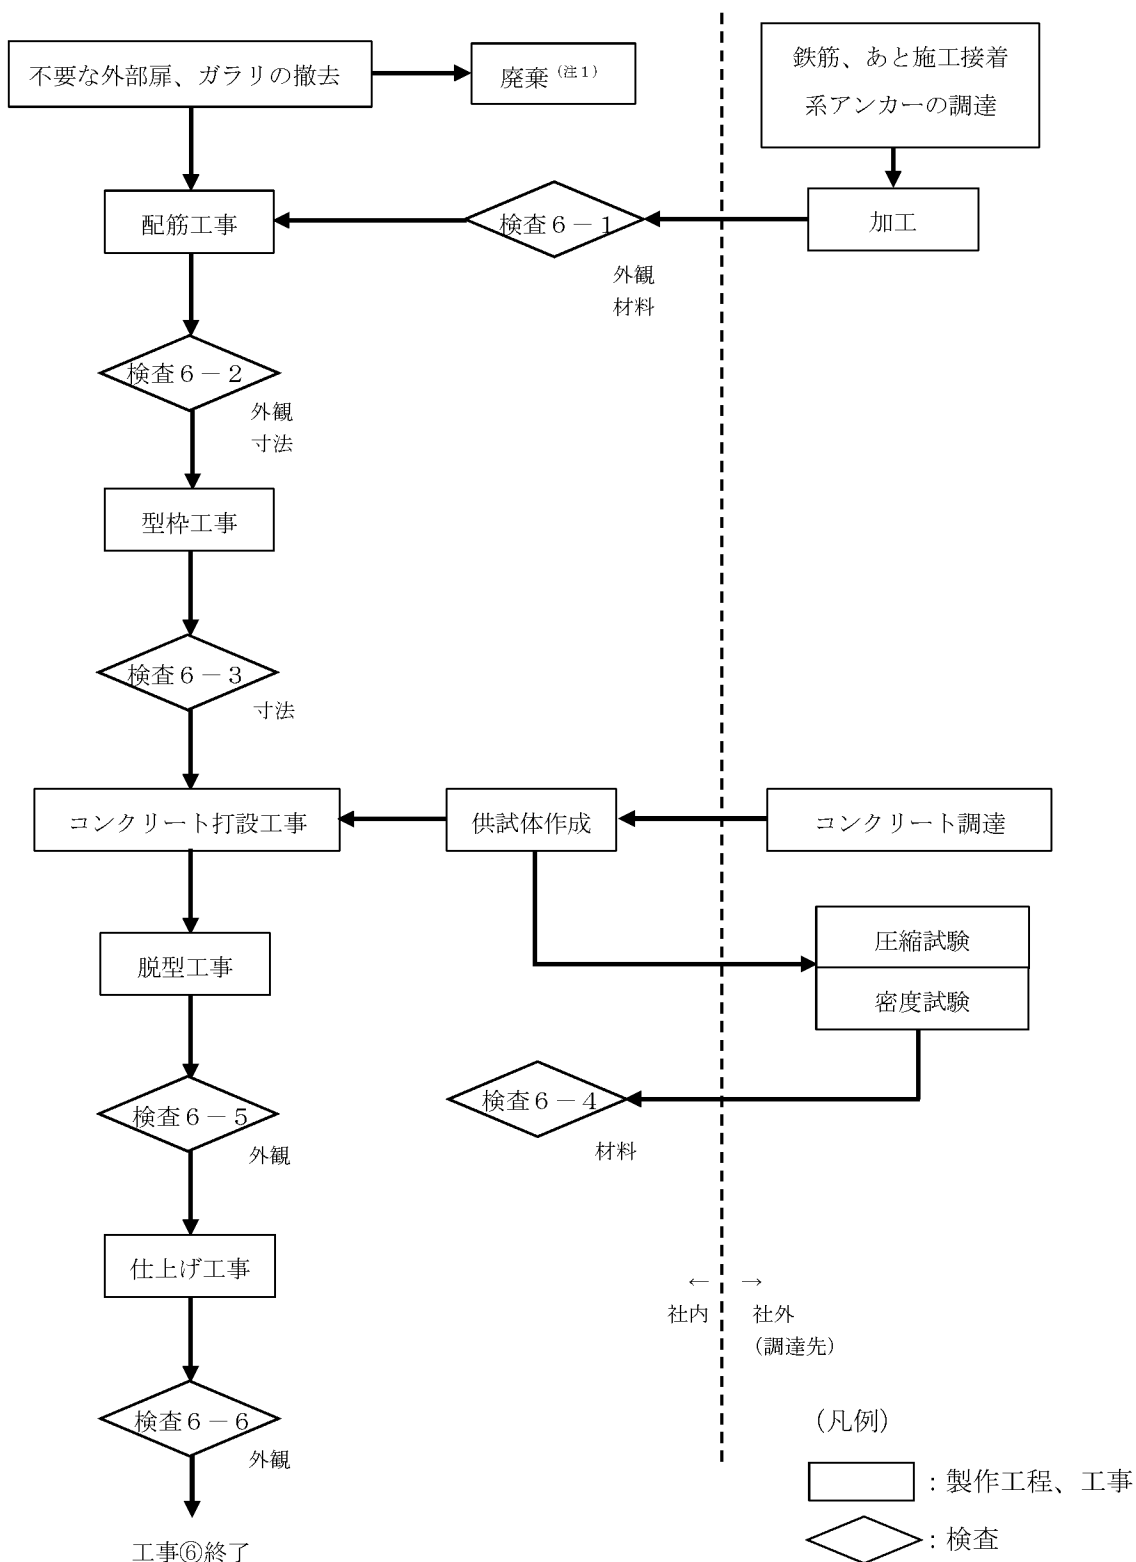 不要な外部扉、ガラリの撤去
廃棄（注１）
鉄筋、あと施工接着
系アンカーの調達
配筋工事
検査６－１
加工
外観
材料
検査６－２
外観
寸法
型枠工事
検査６－３
寸法
コンクリート打設工事
供試体作成
コンクリート調達
圧縮試験
脱型工事
密度試験
検査６－４
検査６－５
材料
外観
仕上げ工事
← →
社内 社外
（調達先）
検査６－６
（凡例）
外観
：製作工程、工事
：検査
工事⑥終了